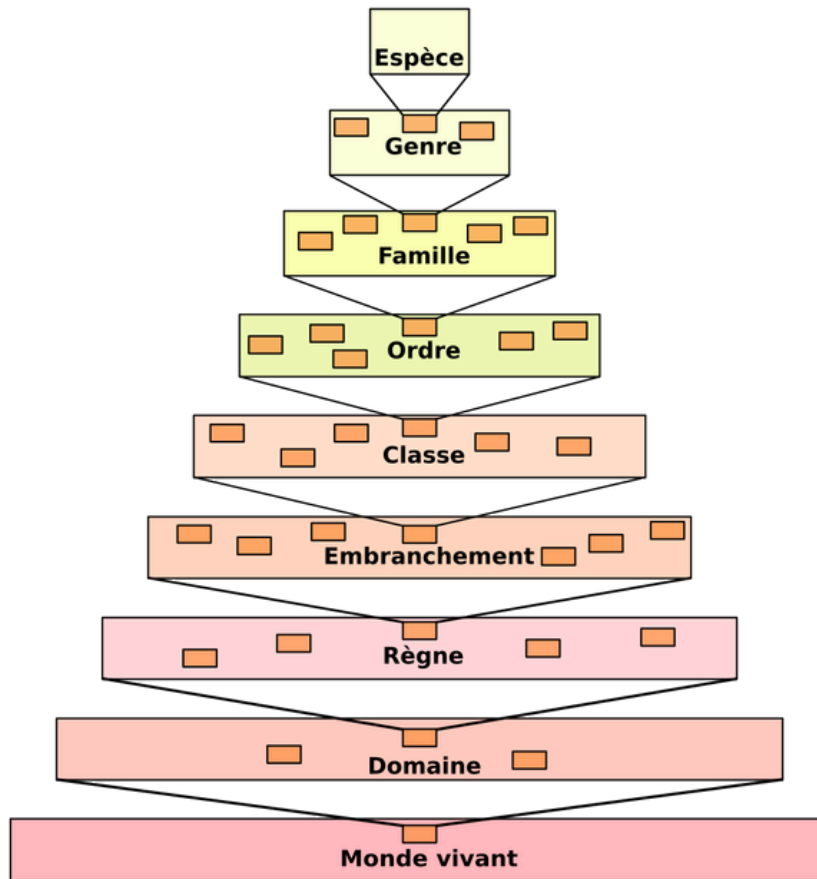 Espèce
Genre
Famille
Ordre
Classe
Embranchement
Règne
Domaine
Monde vivant